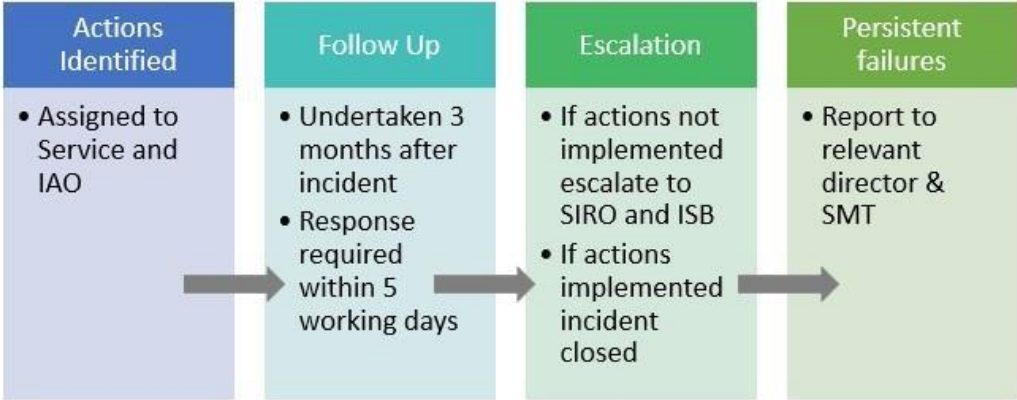 Actions
Identified
• Assigned to
Service and
IAO
Follow Up
• Undertaken 3
months after
incident
• Response
required
within 5
working days
Escalation
• If actions not
implemented
escalate to
SIRO and ISB
• If actions
implemented
incident
closed
Persistent
failures
• Report to
relevant
director &
SMT